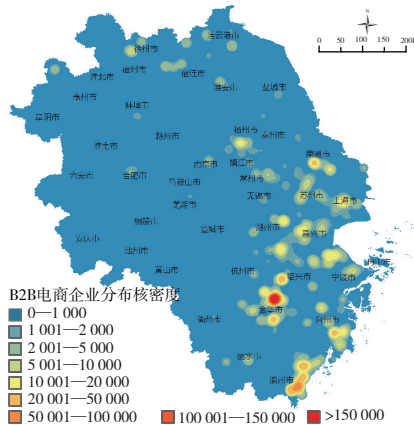 N
0 50 100 150 200
连云港市
徐州市
宿州市
宿迁市
淮北市
淮安市
盐城市
亳州市
蚌埠市
阜阳市
扬州市
泰州市
滁州市
淮南市
南京市
镇江市
南通市
六安市
合肥市
马鞍山市
常州市
无锡市
苏州市
上海市
芜湖市
铜陵市
宣城市
湖州市
嘉兴市
安庆市
池州市
黄山市
杭州市
绍兴市
宁波市
舟山市
金华市
衢州市
台州市
丽水市
温州市
B2B电商企业分布核密度
0—1 000
1 001—2 000
2 001—5 000
5 001—10 000
10 001—20 000
20 001—50 000
50 001—100 000
100 001—150 000
>150 000